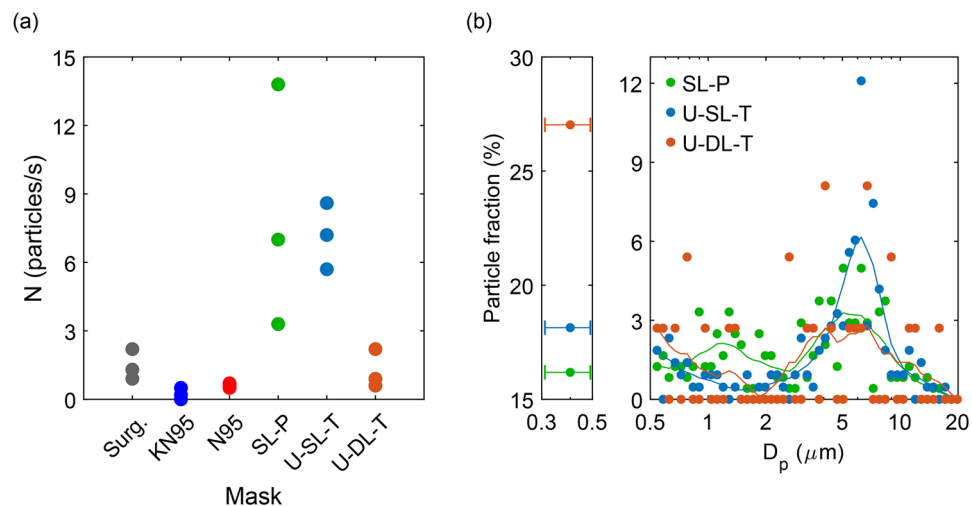 (a)
(b)
15
12
9
6
3
0
N (particles/s)
Surg.
KN95
N95
SL-P
U-SL-T
U-DL-T
Mask
30
25
20
15
Particle fraction (%)
0.3
0.5
12
9
6
3
0
SL-P
U-SL-T
U-DL-T
0.5
1
2
5
10
20
Dp (μm)